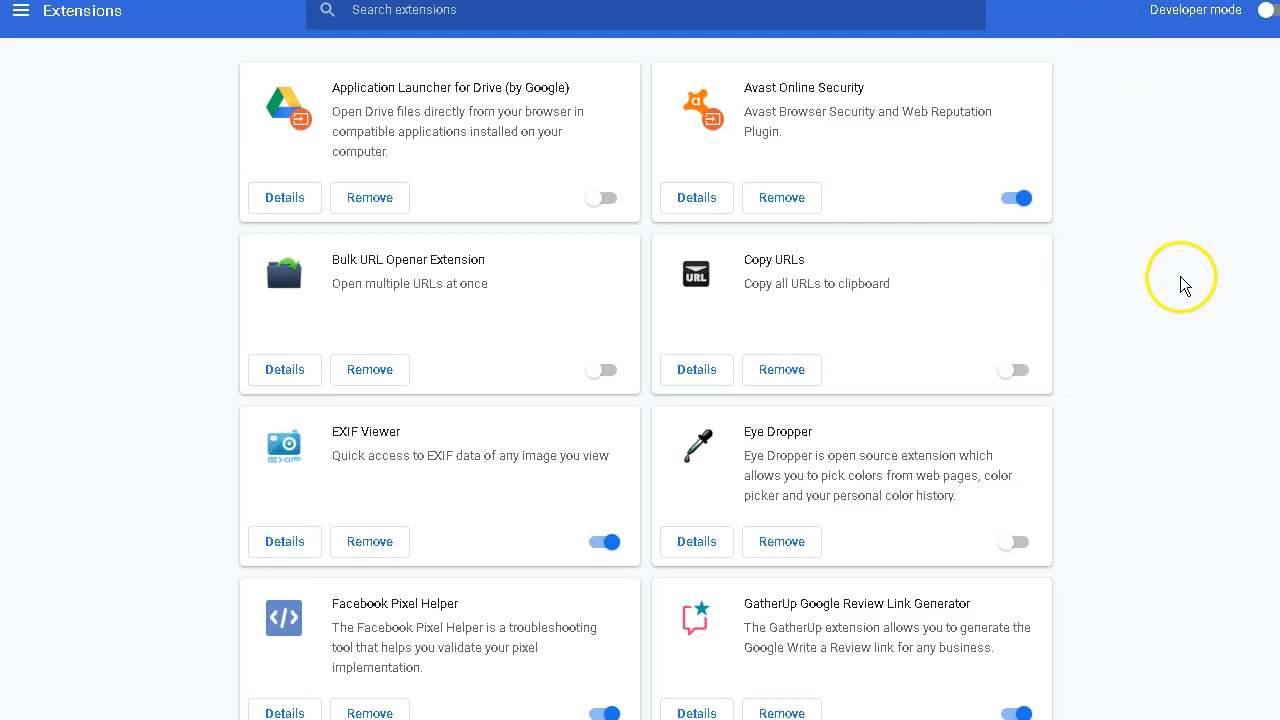 Extensions
Search extensions
Developer mode
Application Launcher for Drive (by Google)
Open Drive files directly from your browser in
compatible applications installed on your
computer.
Details
Remove
a
Avast Online Security
Avast Browser Security and Web Reputation
Plugin.
Details
Remove
Bulk URL Opener Extension
Open multiple URLs at once
Details
Remove
URL
Copy URLs
Copy all URLs to clipboard
Details
Remove
EXIF
EXIF Viewer
Quick access to EXIF data of any image you view
Details
Remove
Eye Dropper
Eye Dropper is open source extension which
allows you to pick colors from web pages, color
picker and your personal color history.
Details
Remove
</>
Facebook Pixel Helper
The Facebook Pixel Helper is a troubleshooting
tool that helps you validate your pixel
implementation.
Details
Remove
GatherUp Google Review Link Generator
The GatherUp extension allows you to generate the
Google Write a Review link for any business.
Details
Remove